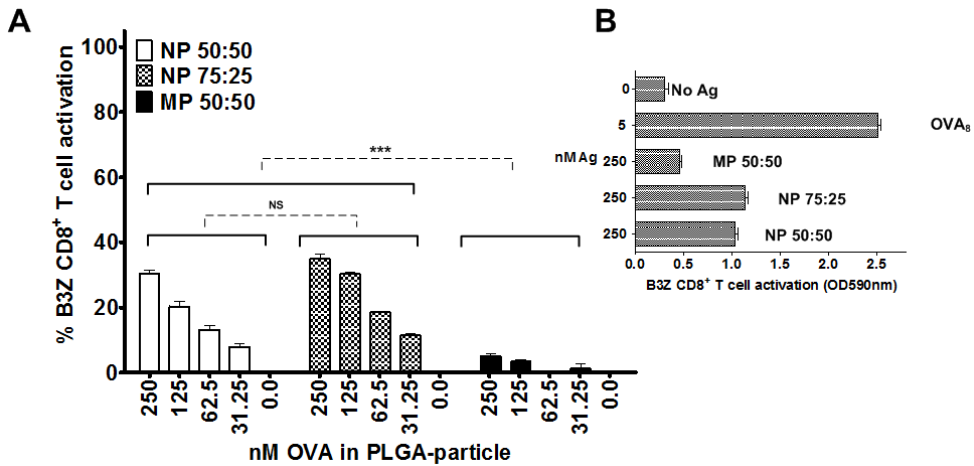 A
100
80
60
40
20
0
% B3Z CD8⁺ T cell activation
NP 50:50
NP 75:25
MP 50:50
***
NS
250 125 62.5 31.25 0.0 250 125 62.5 31.25 0.0 250 125 62.5 31.25 0.0
nM OVA in PLGA-particle
B
nM Ag
0 No Ag
5 OVA₈
250 MP 50:50
250 NP 75:25
250 NP 50:50
0.0 0.5 1.0 1.5 2.0 2.5
B3Z CD8⁺ T cell activation (OD590nm)